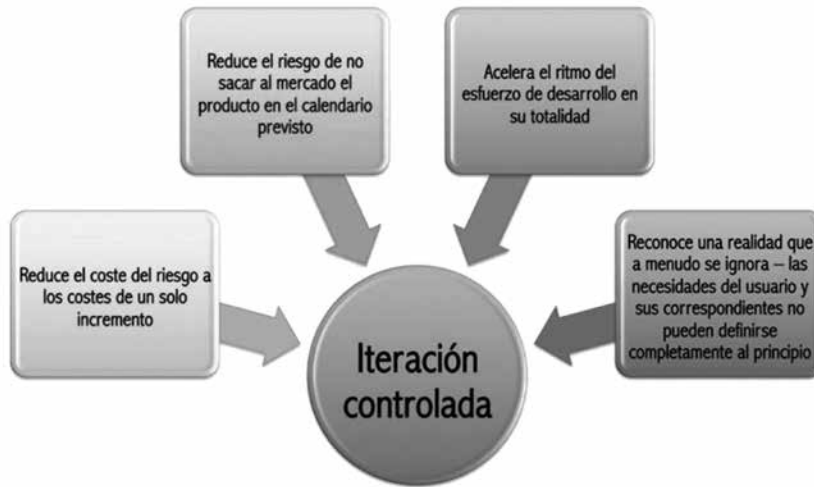 Reduce el riesgo de no
sacar al mercado el
producto en el calendario
previsto
Acelera el ritmo del
esfuerzo de desarrollo en
su totalidad
Reduce el coste del riesgo a
los costes de un solo
incremento
Reconoce una realidad que
a menudo se ignora – las
necesidades del usuario y
sus correspondientes no
pueden definirse
completamente al principio
Iteración
controlada